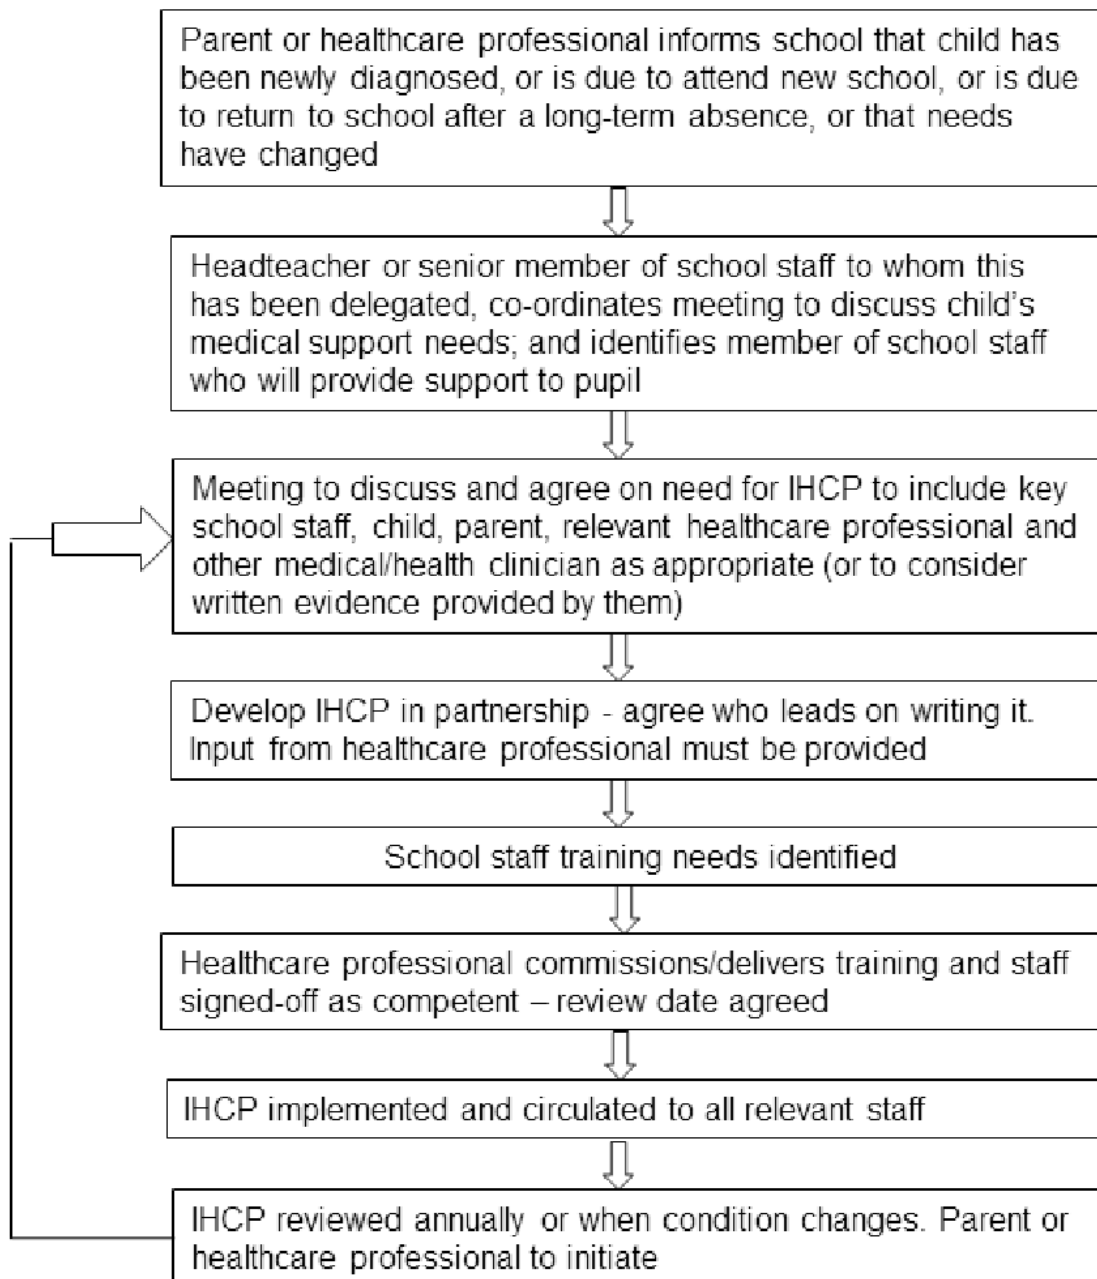 Parent or healthcare professional informs school that child has
been newly diagnosed, or is due to attend new school, or is due
to return to school after a long-term absence, or that needs
have changed
Headteacher or senior member of school staff to whom this
has been delegated, co-ordinates meeting to discuss child's
medical support needs; and identifies member of school staff
who will provide support to pupil
Meeting to discuss and agree on need for IHCP to include key
school staff, child, parent, relevant healthcare professional and
other medical/health clinician as appropriate (or to consider
written evidence provided by them)
Develop IHCP in partnership - agree who leads on writing it.
Input from healthcare professional must be provided
School staff training needs identified
Healthcare professional commissions/delivers training and staff
signed-off as competent – review date agreed
IHCP implemented and circulated to all relevant staff
IHCP reviewed annually or when condition changes. Parent or
healthcare professional to initiate